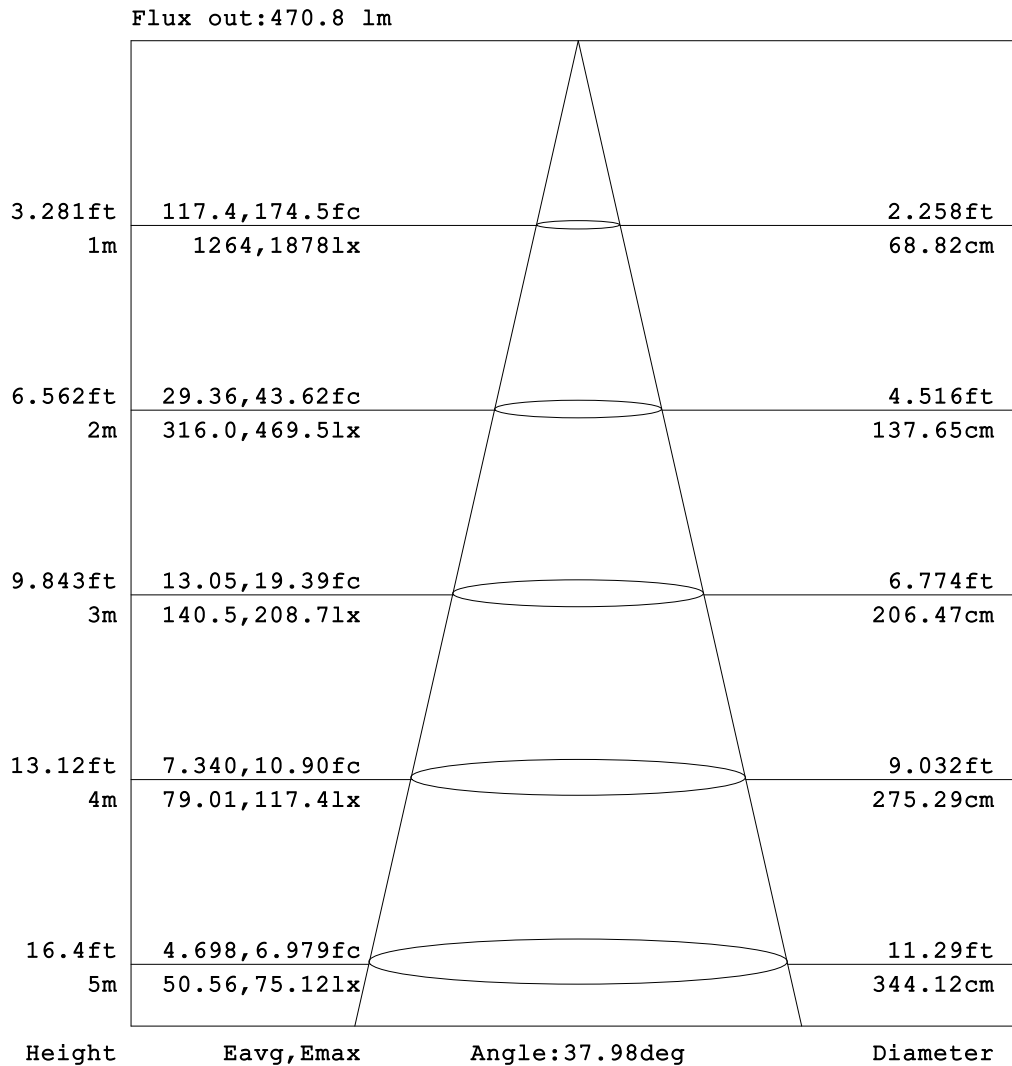 Flux out:470.8 lm
3.281ft 117.4,174.5fc 2.258ft
1m 1264,1878lx 68.82cm
6.562ft 29.36,43.62fc 4.516ft
2m 316.0,469.5lx 137.65cm
9.843ft 13.05,19.39fc 6.774ft
3m 140.5,208.7lx 206.47cm
13.12ft 7.340,10.90fc 9.032ft
4m 79.01,117.4lx 275.29cm
16.4ft 4.698,6.979fc 11.29ft
5m 50.56,75.12lx 344.12cm
Height Eavg,Emax Angle:37.98deg Diameter